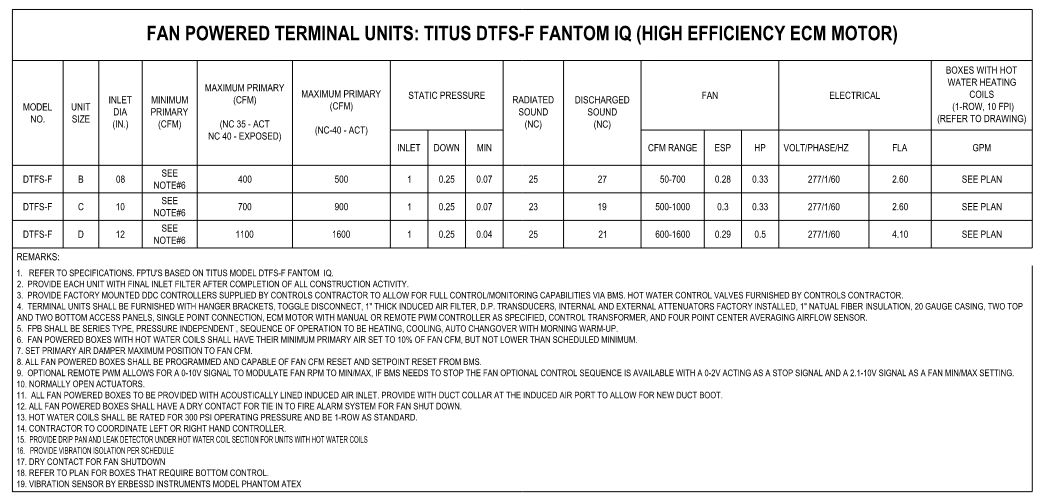 FAN POWERED TERMINAL UNITS: TITUS DTFS-F FANTOM IQ (HIGH EFFICIENCY ECM MOTOR)
MODEL NO. UNIT SIZE INLET DIA (IN.) MINIMUM PRIMARY (CFM) MAXIMUM PRIMARY (CFM) (NC 35 - ACT NC 40 - EXPOSED) MAXIMUM PRIMARY (CFM) (NC-40 - ACT) STATIC PRESSURE RADIATED SOUND (NC) DISCHARGED SOUND (NC) FAN ELECTRICAL BOXES WITH HOT WATER HEATING COILS (1-ROW, 10 FPI) (REFER TO DRAWING)
INLET DOWN MIN CFM RANGE ESP HP VOLT/PHASE/HZ FLA GPM
DTFS-F B 08 SEE NOTE#6 400 500 1 0.25 0.07 25 27 50-700 0.28 0.33 277/1/60 2.60 SEE PLAN
DTFS-F C 10 SEE NOTE#6 700 900 1 0.25 0.07 23 19 500-1000 0.3 0.33 277/1/60 2.60 SEE PLAN
DTFS-F D 12 SEE NOTE#6 1100 1600 1 0.25 0.04 25 21 600-1600 0.29 0.5 277/1/60 4.10 SEE PLAN
REMARKS:
1. REFER TO SPECIFICATIONS. FPTU'S BASED ON TITUS MODEL DTFS-F FANTOM IQ.
2. PROVIDE EACH UNIT WITH FINAL INLET FILTER AFTER COMPLETION OF ALL CONSTRUCTION ACTIVITY.
3. PROVIDE FACTORY MOUNTED DDC CONTROLLERS SUPPLIED BY CONTROLS CONTRACTOR TO ALLOW FOR FULL CONTROL/MONITORING CAPABILITIES VIA BMS. HOT WATER CONTROL VALVES FURNISHED BY CONTROLS CONTRACTOR.
4. TERMINAL UNITS SHALL BE FURNISHED WITH HANGER BRACKETS, TOGGLE DISCONNECT, 1" THICK INDUCED AIR FILTER, D.P. TRANSDUCERS, INTERNAL AND EXTERNAL ATTENUATORS FACTORY INSTALLED, 1" NATUAL FIBER INSULATION, 20 GAUGE CASING, TWO TOP
AND TWO BOTTOM ACCESS PANELS, SINGLE POINT CONNECTION, ECM MOTOR WITH MANUAL OR REMOTE PWM CONTROLLER AS SPECIFIED, CONTROL TRANSFORMER, AND FOUR POINT CENTER AVERAGING AIRFLOW SENSOR.
5. FPB SHALL BE SERIES TYPE, PRESSURE INDEPENDENT , SEQUENCE OF OPERATION TO BE HEATING, COOLING, AUTO CHANGOVER WITH MORNING WARM-UP.
6. FAN POWERED BOXES WITH HOT WATER COILS SHALL HAVE THEIR MINIMUM PRIMARY AIR SET TO 10% OF FAN CFM, BUT NOT LOWER THAN SCHEDULED MINIMUM.
7. SET PRIMARY AIR DAMPER MAXIMUM POSITION TO FAN CFM.
8. ALL FAN POWERED BOXES SHALL BE PROGRAMMED AND CAPABLE OF FAN CFM RESET AND SETPOINT RESET FROM BMS.
9. OPTIONAL REMOTE PWM ALLOWS FOR A 0-10V SIGNAL TO MODULATE FAN RPM TO MIN/MAX, IF BMS NEEDS TO STOP THE FAN OPTIONAL CONTROL SEQUENCE IS AVAILABLE WITH A 0-2V ACTING AS A STOP SIGNAL AND A 2.1-10V SIGNAL AS A FAN MIN/MAX SETTING.
10. NORMALLY OPEN ACTUATORS.
11. ALL FAN POWERED BOXES TO BE PROVIDED WITH ACOUSTICALLY LINED INDUCED AIR INLET. PROVIDE WITH DUCT COLLAR AT THE INDUCED AIR PORT TO ALLOW FOR NEW DUCT BOOT.
12. ALL FAN POWERED BOXES SHALL HAVE A DRY CONTACT FOR TIE IN TO FIRE ALARM SYSTEM FOR FAN SHUT DOWN.
13. HOT WATER COILS SHALL BE RATED FOR 300 PSI OPERATING PRESSURE AND BE 1-ROW AS STANDARD.
14. CONTRACTOR TO COORDINATE LEFT OR RIGHT HAND CONTROLLER.
15. PROVIDE DRIP PAN AND LEAK DETECTOR UNDER HOT WATER COIL SECTION FOR UNITS WITH HOT WATER COILS
16. PROVIDE VIBRATION ISOLATION PER SCHEDULE
17. DRY CONTACT FOR FAN SHUTDOWN
18. REFER TO PLAN FOR BOXES THAT REQUIRE BOTTOM CONTROL.
19. VIBRATION SENSOR BY ERBESSD INSTRUMENTS MODEL PHANTOM ATEX